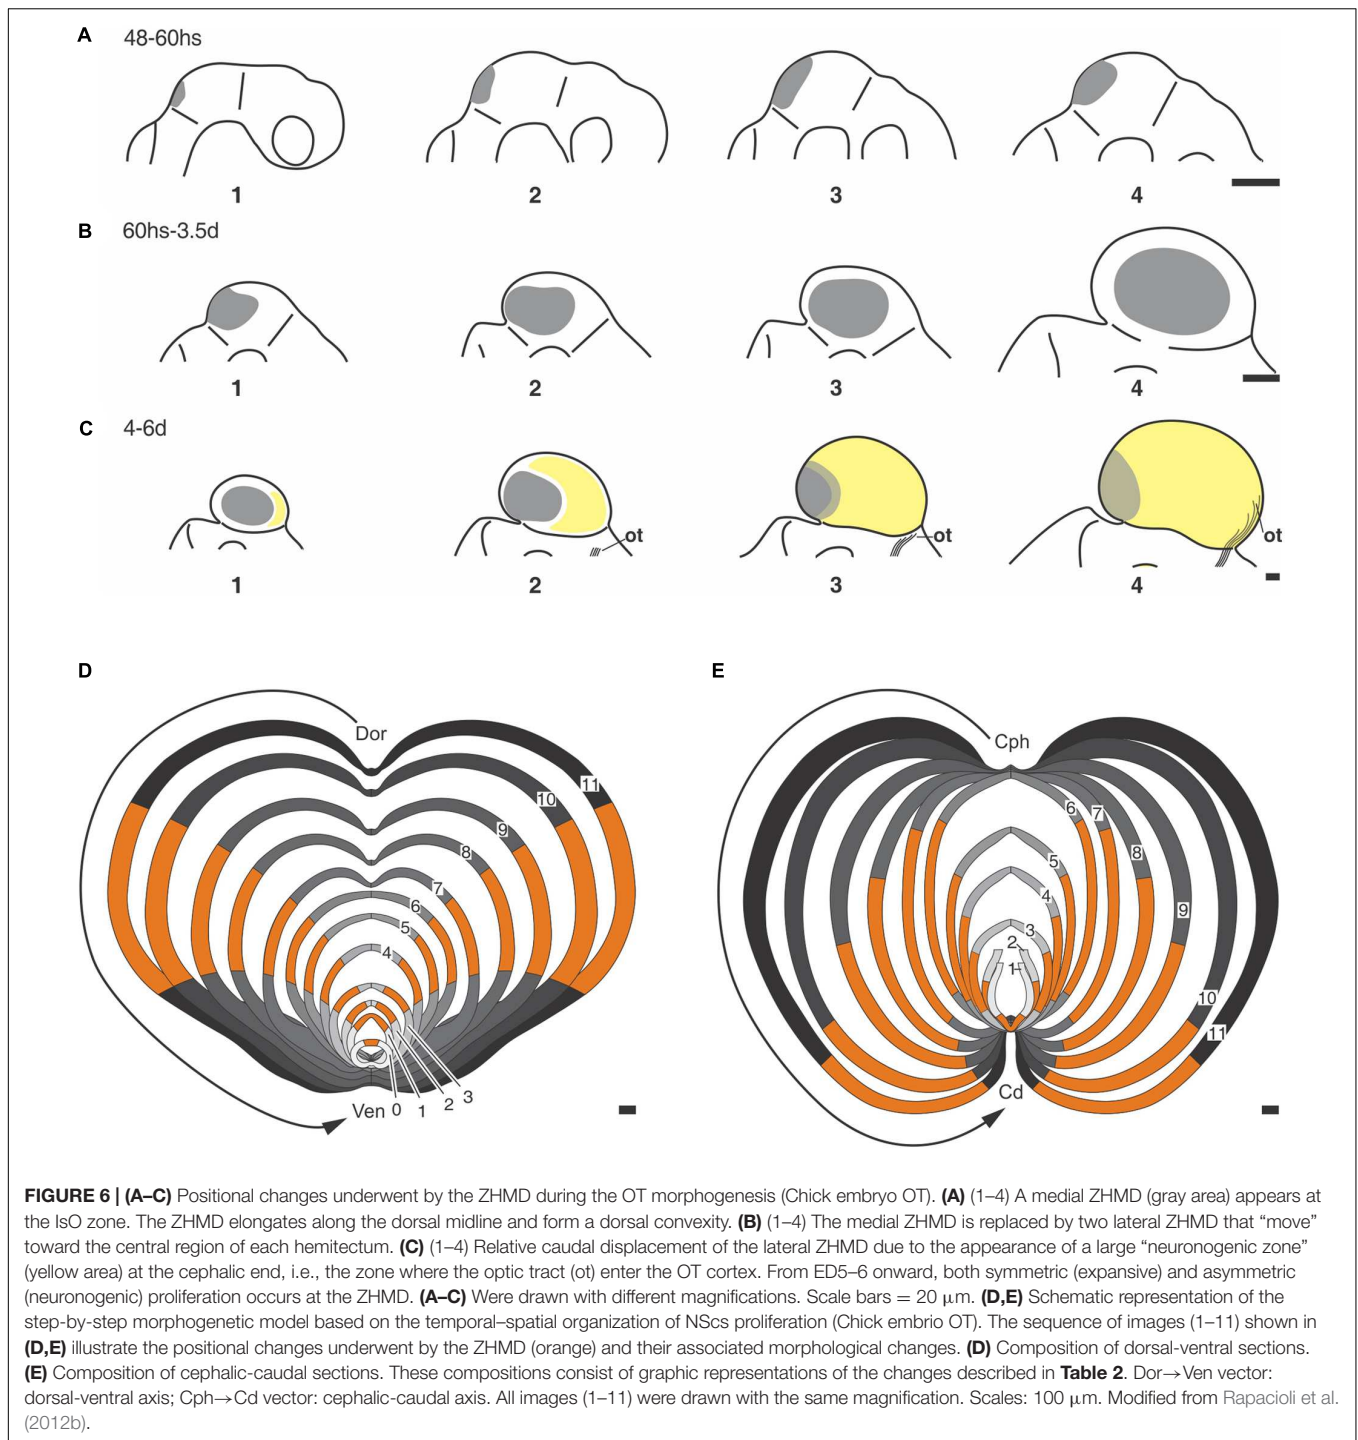 A 48-60hs
1 2 3 4
B 60hs-3.5d
1 2 3 4
C 4-6d
ot ot ot
1 2 3 4
D E
Dor
11
10
9
8
7
6
5
4
Ven 0 1 2 3
Cph
6 7
8
5
4
9
3
2
1
10
11
Cd
FIGURE 6 | (A–C) Positional changes underwent by the ZHMD during the OT morphogenesis (Chick embryo OT). (A) (1–4) A medial ZHMD (gray area) appears at
the IsO zone. The ZHMD elongates along the dorsal midline and form a dorsal convexity. (B) (1–4) The medial ZHMD is replaced by two lateral ZHMD that “move”
toward the central region of each hemitectum. (C) (1–4) Relative caudal displacement of the lateral ZHMD due to the appearance of a large “neuronogenic zone”
(yellow area) at the cephalic end, i.e., the zone where the optic tract (ot) enter the OT cortex. From ED5–6 onward, both symmetric (expansive) and asymmetric
(neuronogenic) proliferation occurs at the ZHMD. (A–C) Were drawn with different magnifications. Scale bars = 20 μm. (D,E) Schematic representation of the
step-by-step morphogenetic model based on the temporal–spatial organization of NScs proliferation (Chick embrio OT). The sequence of images (1–11) shown in
(D,E) illustrate the positional changes underwent by the ZHMD (orange) and their associated morphological changes. (D) Composition of dorsal-ventral sections.
(E) Composition of cephalic-caudal sections. These compositions consist of graphic representations of the changes described in Table 2. Dor→Ven vector:
dorsal-ventral axis; Cph→Cd vector: cephalic-caudal axis. All images (1–11) were drawn with the same magnification. Scales: 100 μm. Modified from Rapacioli et al.
(2012b).